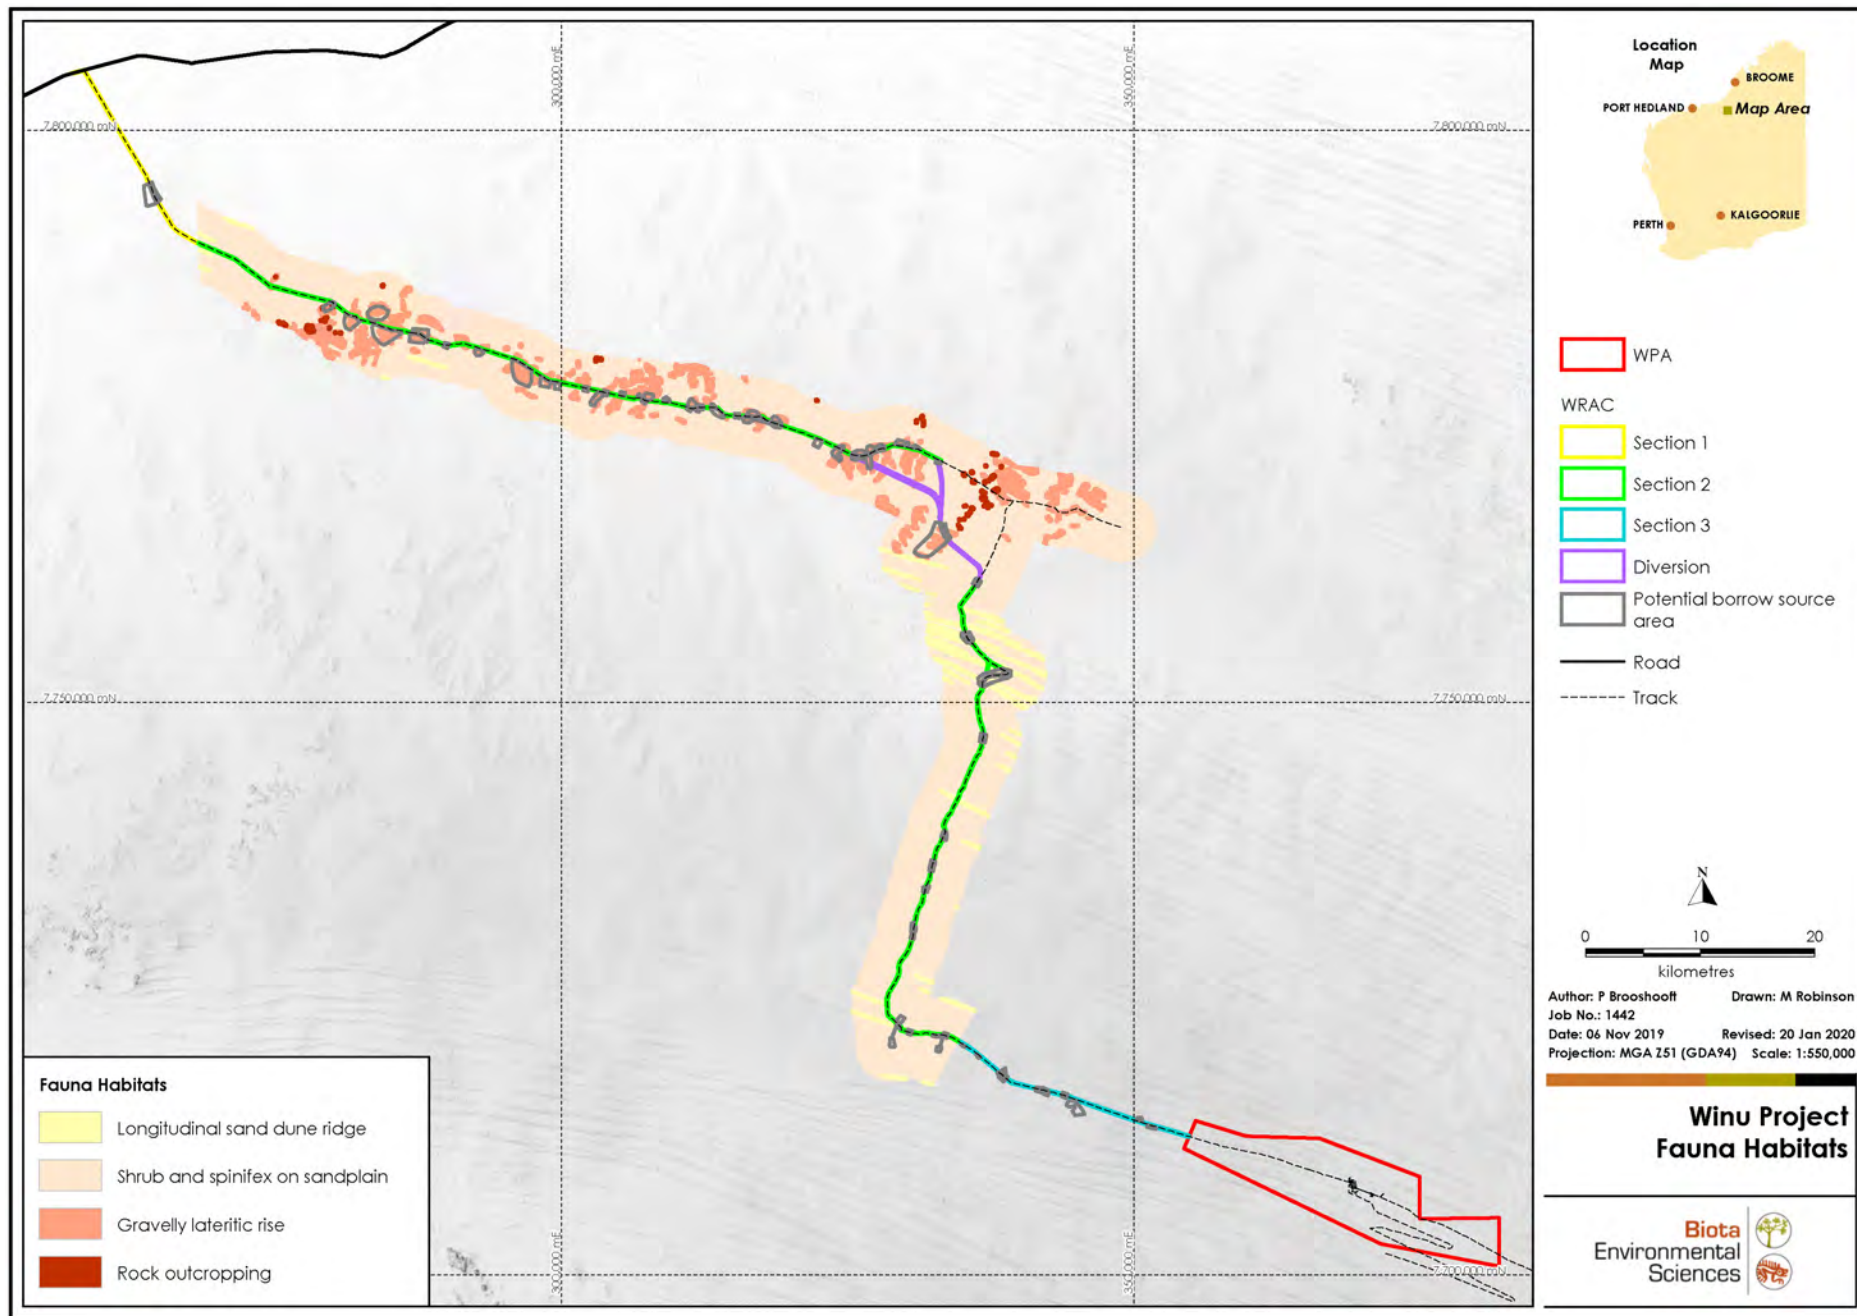 300,000 mE
350,000 mE
7,800,000 mN
7,800,000 mN
7,750,000 mN
7,750,000 mN
7,700,000 mN
300,000 mE
350,000 mE
Fauna Habitats
Longitudinal sand dune ridge
Shrub and spinifex on sandplain
Gravelly lateritic rise
Rock outcropping
Location
Map
BROOME
PORT HEDLAND
Map Area
KALGOORLIE
PERTH
WPA
WRAC
Section 1
Section 2
Section 3
Diversion
Potential borrow source
area
Road
Track
N
0 10 20
kilometres
Author: P Brooshooft Drawn: M Robinson
Job No.: 1442
Date: 06 Nov 2019 Revised: 20 Jan 2020
Projection: MGA Z51 (GDA94) Scale: 1:550,000
Winu Project
Fauna Habitats
Biota
Environmental
Sciences